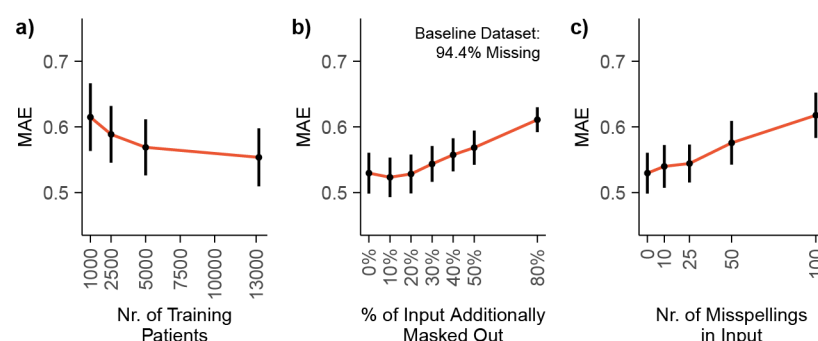 a)
MAE
0.7
0.6
0.5
1000
2500
5000
7500
10000
13000
Nr. of Training
Patients
b)
Baseline Dataset:
94.4% Missing
MAE
0.7
0.6
0.5
0%
10%
20%
30%
40%
50%
80%
% of Input Additionally
Masked Out
c)
MAE
0.7
0.6
0.5
0
10
25
50
100
Nr. of Misspellings
in Input